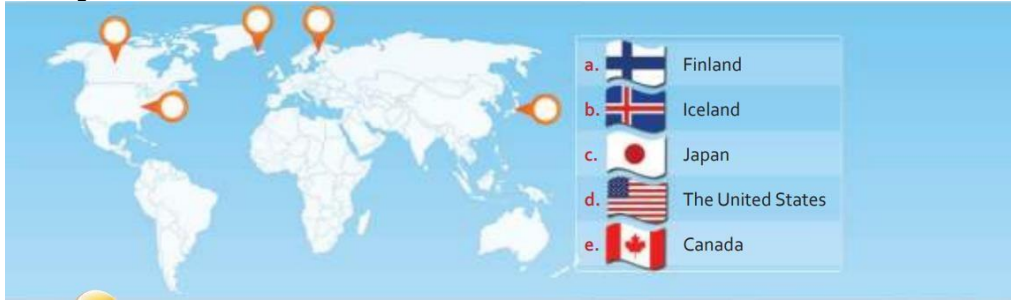 a. Finland
b. Iceland
c. Japan
d. The United States
e. Canada